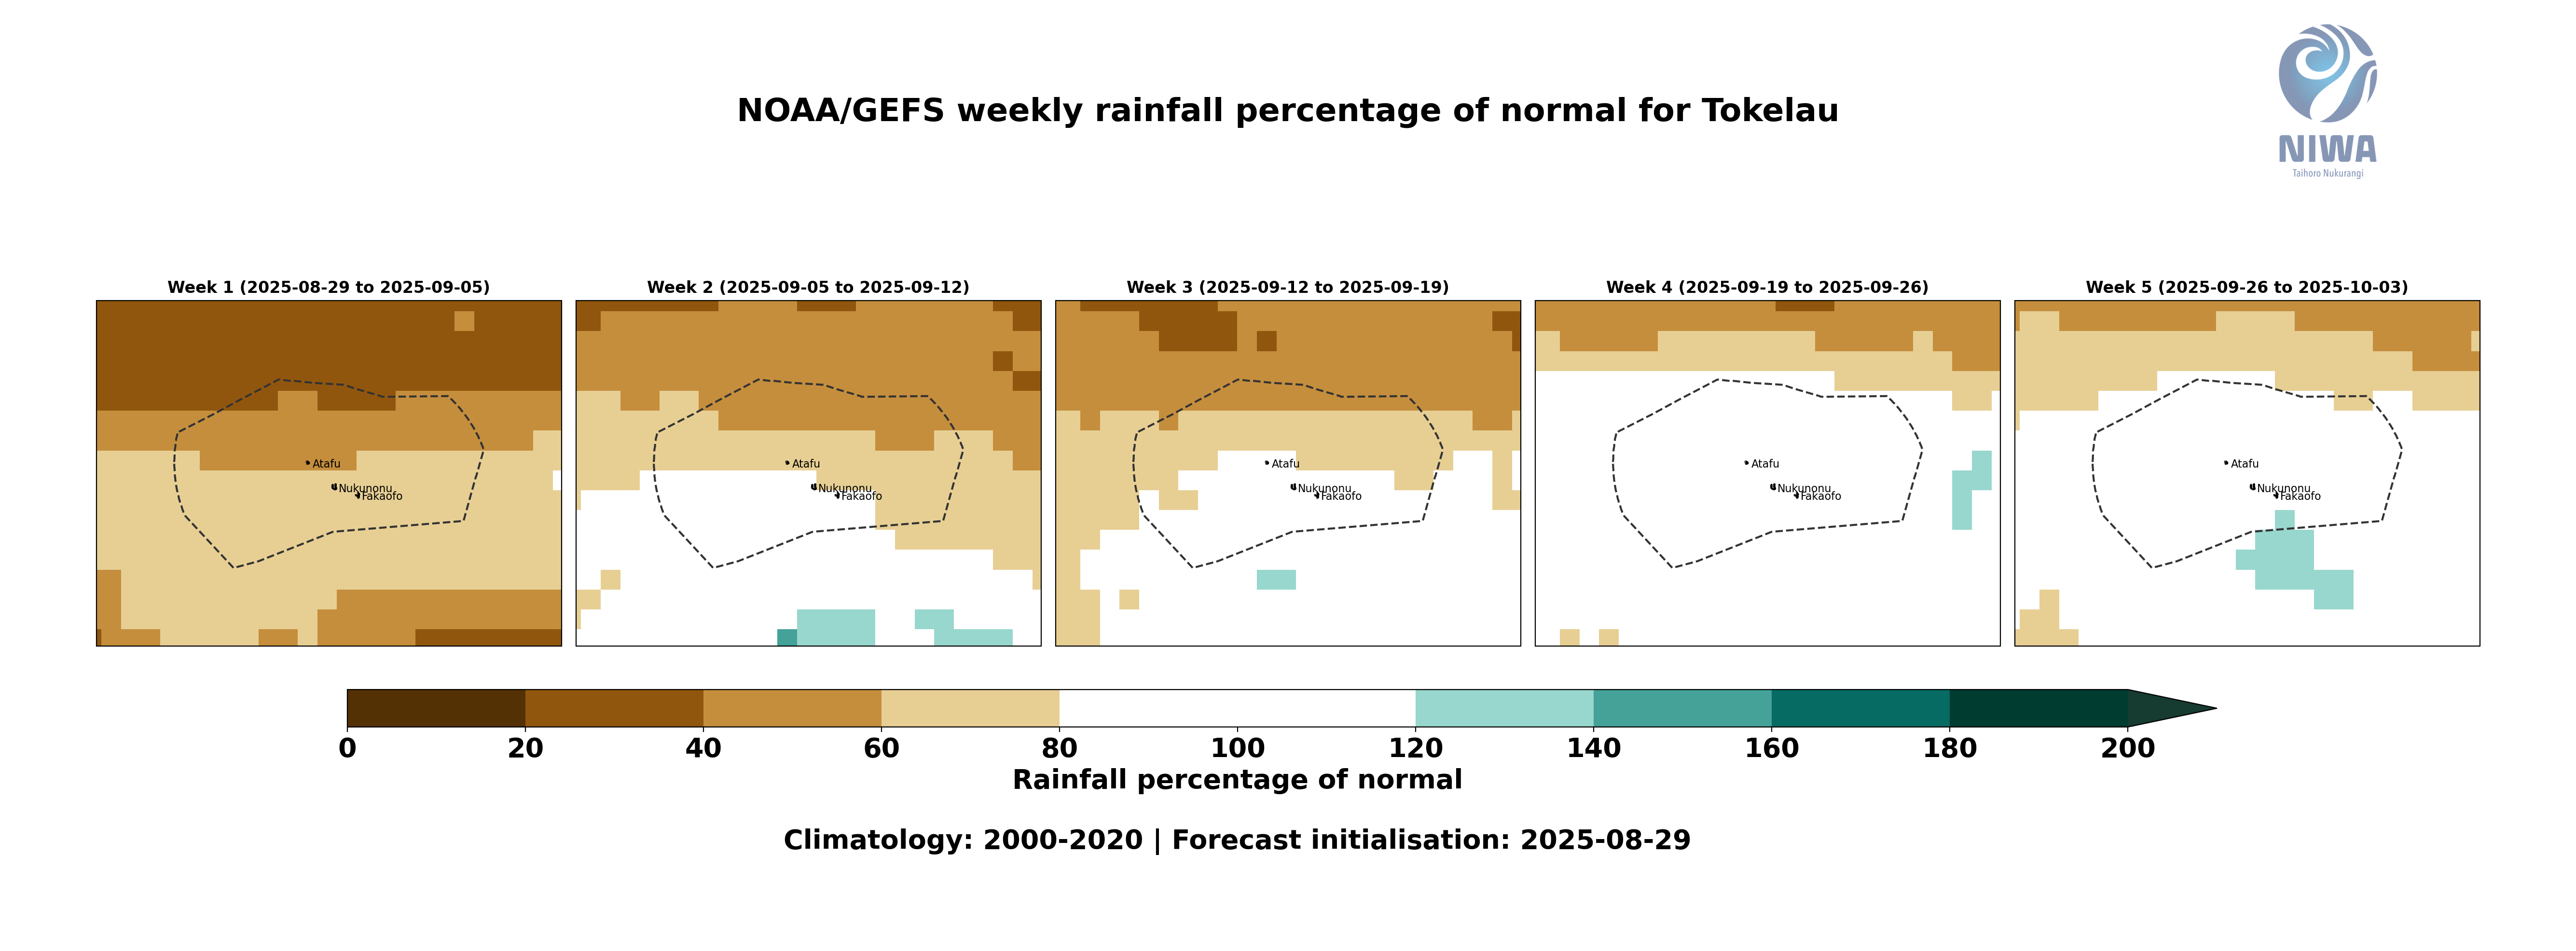 NOAA/GEFS weekly rainfall percentage of normal for Tokelau
NIWA
Taihoro Nukurangi
Week 1 (2025-08-29 to 2025-09-05)
Week 2 (2025-09-05 to 2025-09-12)
Week 3 (2025-09-12 to 2025-09-19)
Week 4 (2025-09-19 to 2025-09-26)
Week 5 (2025-09-26 to 2025-10-03)
Atafu
Nukunonu
Fakaofo
Atafu
Nukunonu
Fakaofo
Atafu
Nukunonu
Fakaofo
Atafu
Nukunonu
Fakaofo
Atafu
Nukunonu
Fakaofo
0 20 40 60 80 100 120 140 160 180 200
Rainfall percentage of normal
Climatology: 2000-2020 | Forecast initialisation: 2025-08-29